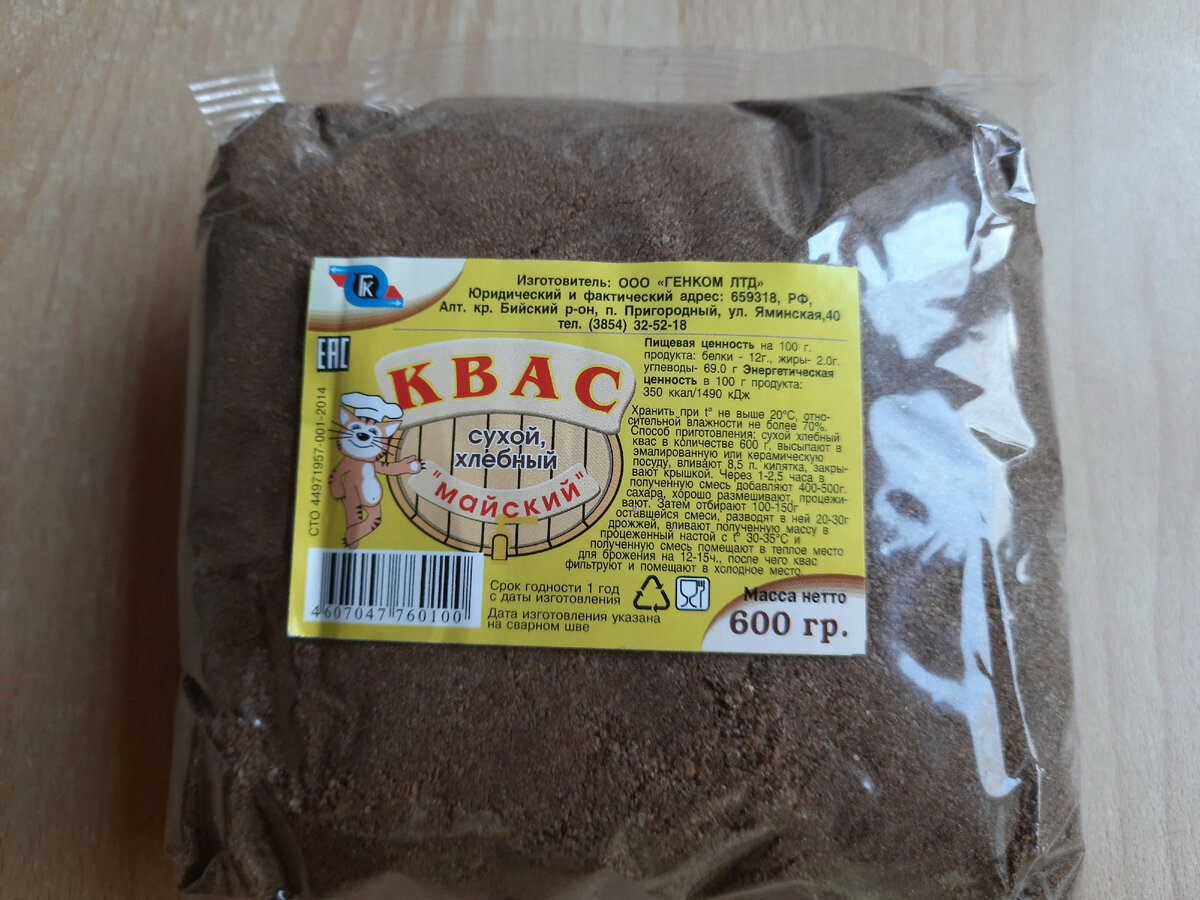 ГК
Изготовитель: ООО «ГЕНКОМ ЛТД»
Юридический и фактический адрес: 659318, РФ,
Алт. кр. Бийский р-он, п. Пригородный, ул. Яминская,40
тел. (3854) 32-52-18
EAC
СТО 44971957-001-2014
КВАС
сухой,
хлебный
"майский"
Пищевая ценность на 100 г.
продукта: белки - 12г., жиры- 2.0г.
углеводы- 69.0 г Энергетическая
ценность в 100 г продукта:
350 ккал/1490 кДж
Хранить при t° не выше 20°С, отно-
сительной влажности не более 70%.
Способ приготовления: сухой хлебный
квас в количестве 600 г. высыпают в
эмалированную или керамическую
посуду, вливают 8,5 л. кипятка, закры-
вают крышкой. Через 1-2,5 часа в
полученную смесь добавляют 400-500г.
сахара, хорошо размешивают, процежи-
вают. Затем отбирают 100-150г
оставшейся смеси, разводят в ней 20-30г
дрожжей, вливают полученную массу в
процеженный настой с t° 30-35°С и
полученную смесь помещают в теплое место
для брожения на 12-15ч., после чего квас
фильтруют и помещают в холодное место.
4607047760100
Срок годности 1 год
с даты изготовления
Дата изготовления указана
на сварном шве
Масса нетто
600 гр.